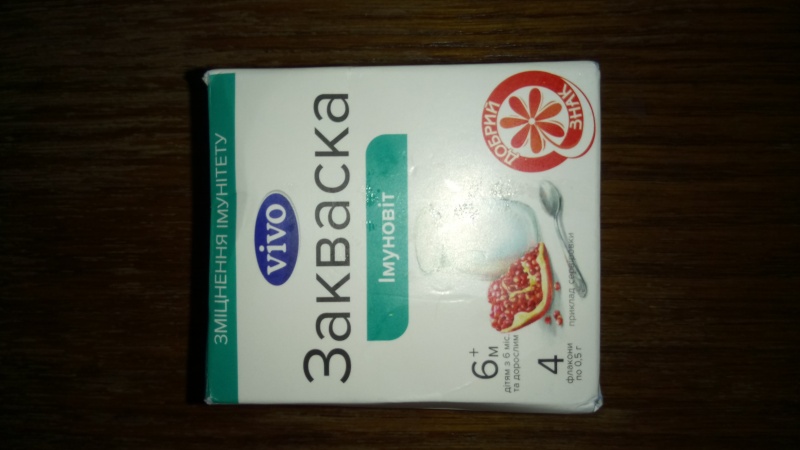 ЗМІЦНЕННЯ ІМУНІТЕТУ
vivo
Закваска
Імуновіт
ДОБРИЙ
ЗНАК
6+
М
дітям з 6 міс.
та дорослим
4
флакони
по 0,5 г
приклад сервіровки